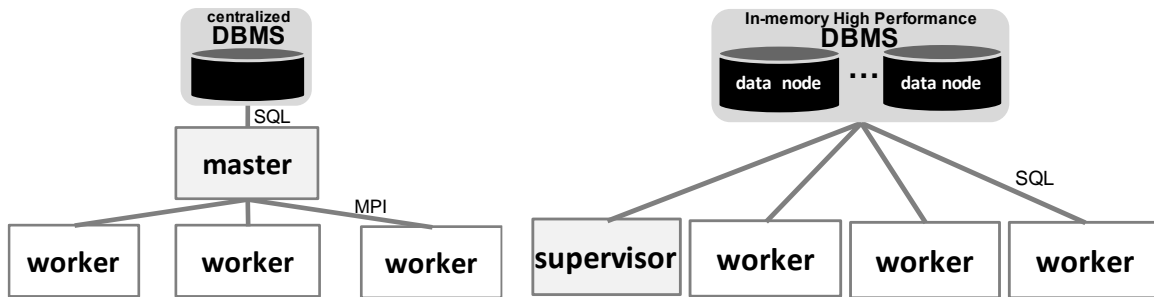 centralized
DBMS
SQL
master
MPI
worker
worker
worker
In-memory High Performance
DBMS
data node
...
data node
SQL
supervisor
worker
worker
worker